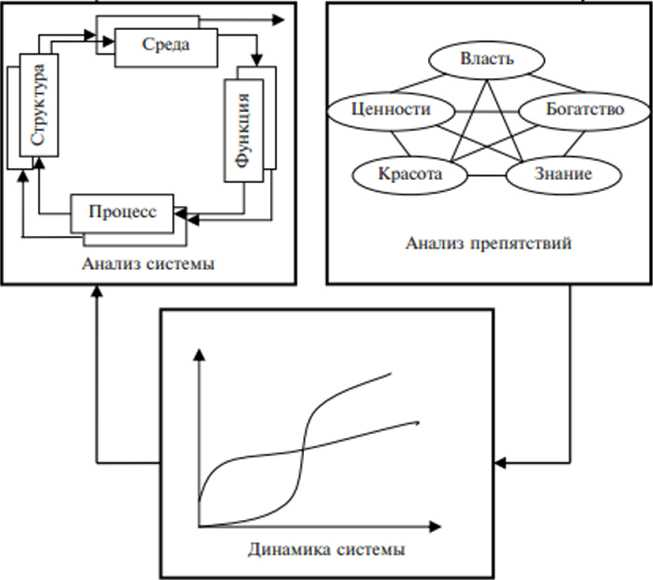 Среда
Структура
Функция
Процесс
Анализ системы
Власть
Ценности
Богатство
Красота
Знание
Анализ препятствий
Динамика системы